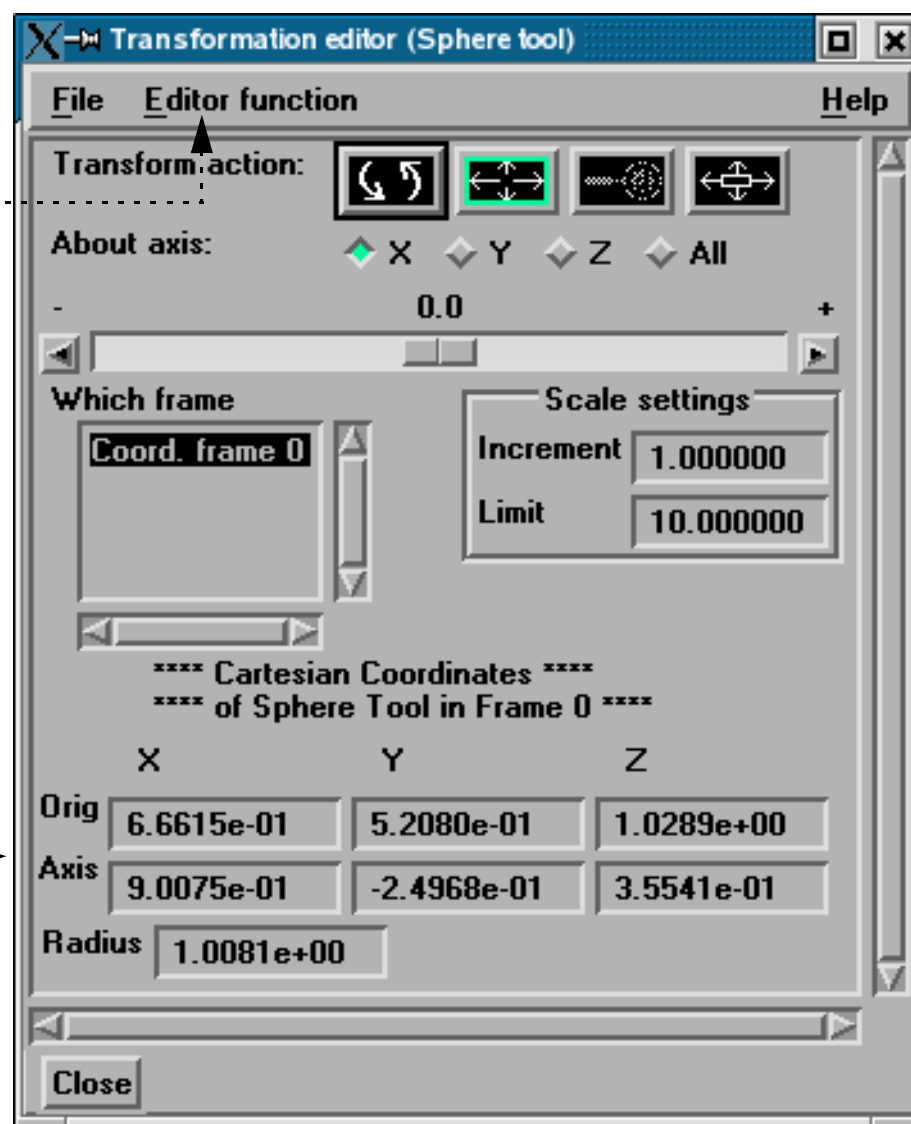 Transformation editor (Sphere tool)
File Editor function Help
Transform action:
About axis: X Y Z All
- 0.0 +
Which frame
Coord. frame 0
Scale settings
Increment 1.000000
Limit 10.000000
**** Cartesian Coordinates ****
**** of Sphere Tool in Frame 0 ****
X Y Z
Orig 6.6615e-01 5.2080e-01 1.0289e+00
Axis 9.0075e-01 -2.4968e-01 3.5541e-01
Radius 1.0081e+00
Close